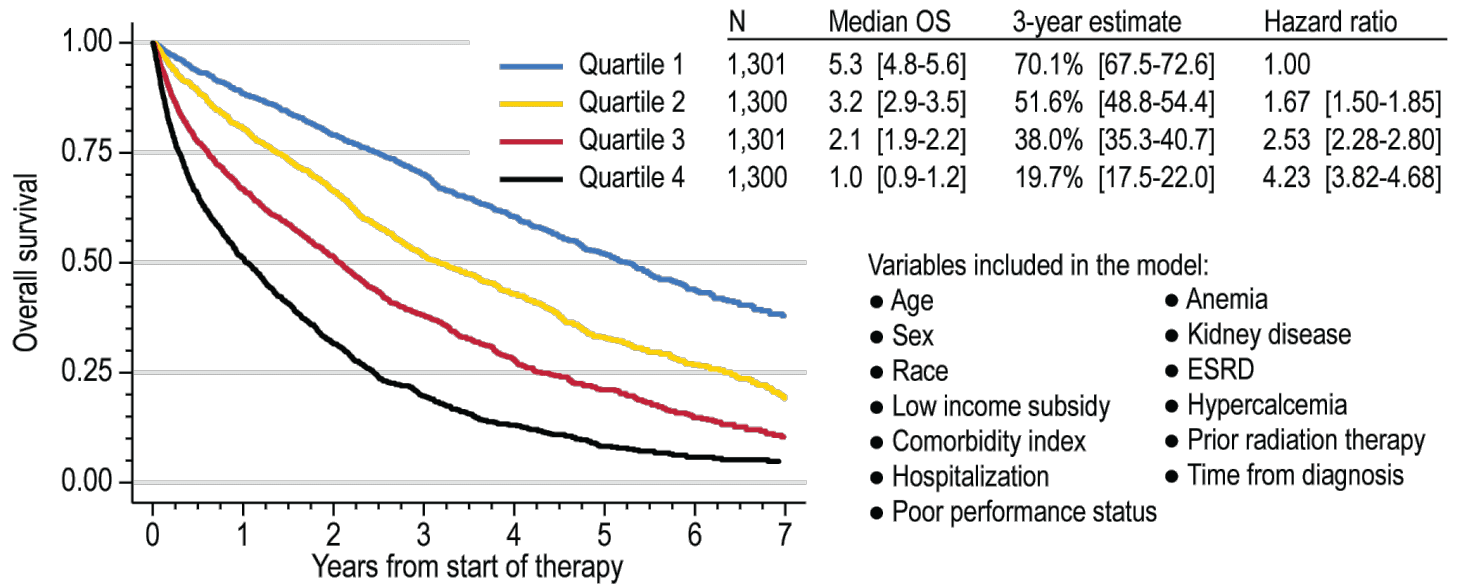 N Median OS 3-year estimate Hazard ratio
Quartile 1 1,301 5.3 [4.8-5.6] 70.1% [67.5-72.6] 1.00
Quartile 2 1,300 3.2 [2.9-3.5] 51.6% [48.8-54.4] 1.67 [1.50-1.85]
Quartile 3 1,301 2.1 [1.9-2.2] 38.0% [35.3-40.7] 2.53 [2.28-2.80]
Quartile 4 1,300 1.0 [0.9-1.2] 19.7% [17.5-22.0] 4.23 [3.82-4.68]
Overall survival
1.00
0.75
0.50
0.25
0.00
0 1 2 3 4 5 6 7
Years from start of therapy
Variables included in the model:
● Age
● Sex
● Race
● Low income subsidy
● Comorbidity index
● Hospitalization
● Poor performance status
● Anemia
● Kidney disease
● ESRD
● Hypercalcemia
● Prior radiation therapy
● Time from diagnosis